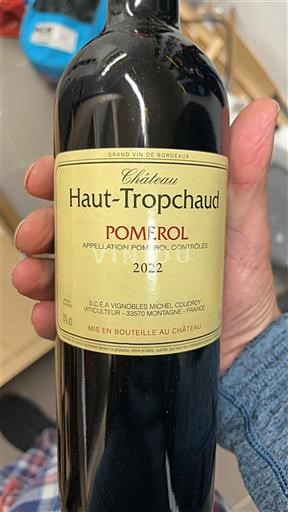 GRAND VIN DE BORDEAUX
Château
Haut-Tropchaud
POMEROL
APPELLATION POMEROL CONTRÔLÉE
VINOU
2022
S.C.E.A VIGNOBLES MICHEL COUDROY
VITICULTEUR - 33570 MONTAGNE - FRANCE
MIS EN BOUTEILLE AU CHÂTEAU